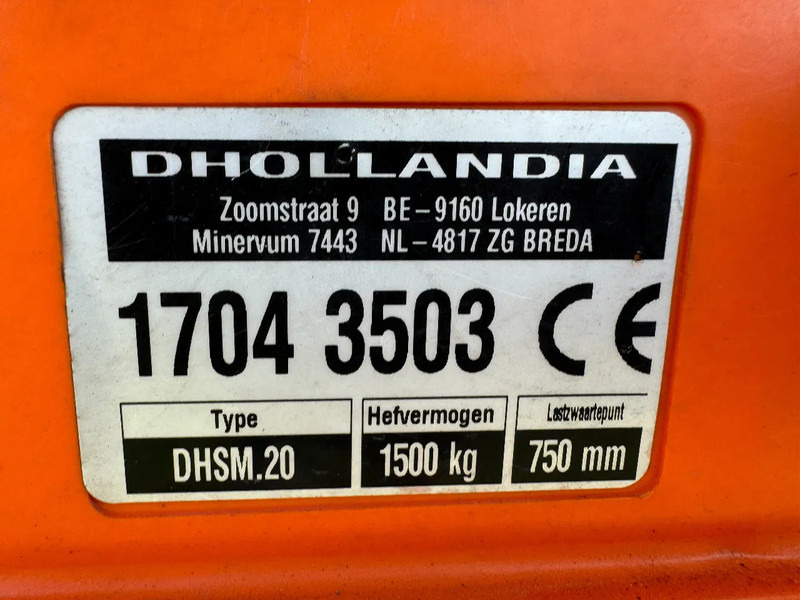 DHOLLANDIA
Zoomstraat 9 BE-9160 Lokeren
Minervum 7443 NL-4817 ZG BREDA
1704 3503 CE
Type Hefvermogen Lastzwaartepunt
DHSM.20 1500 kg 750 mm